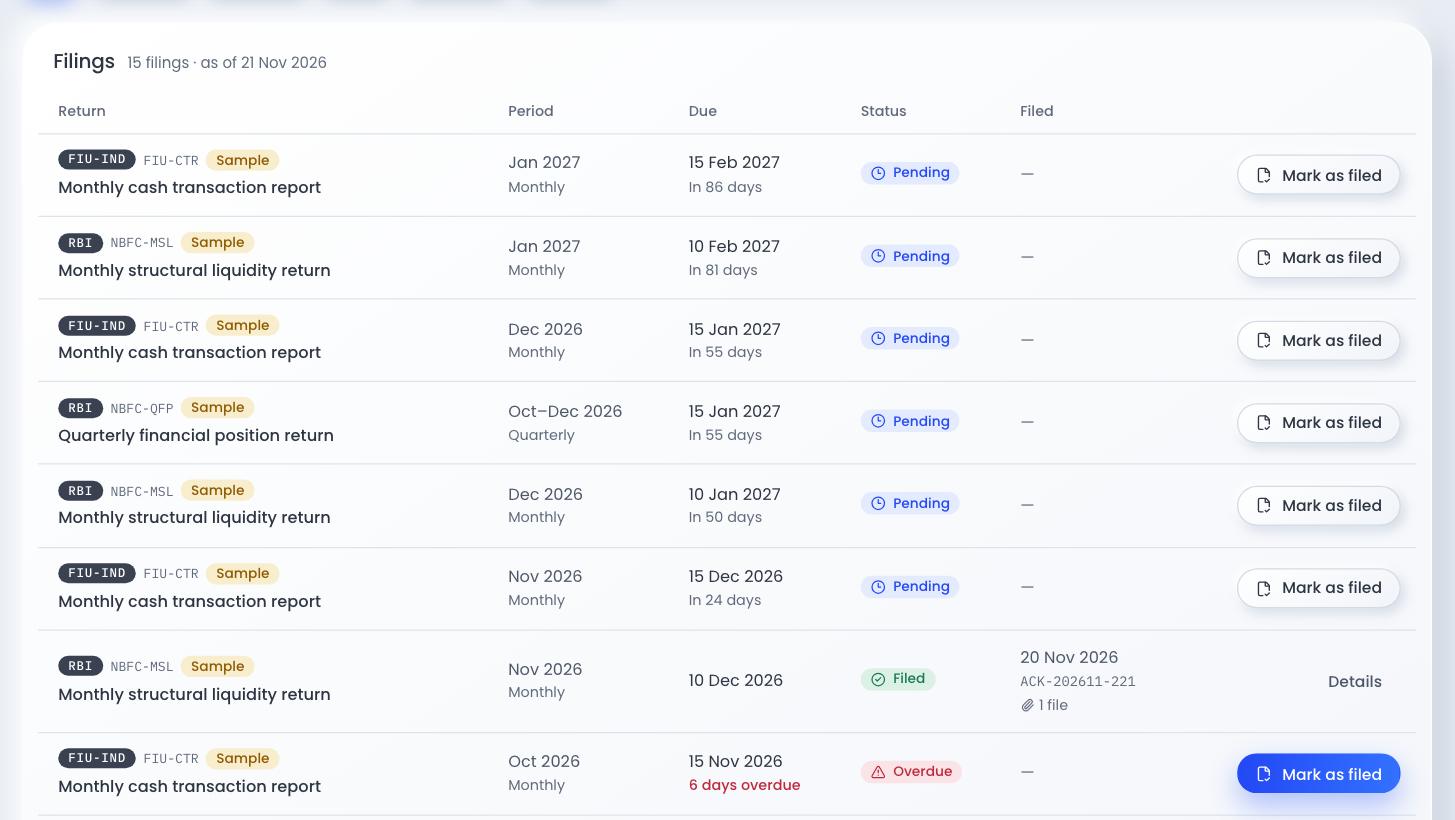 Filings 15 filings · as of 21 Nov 2026
Return Period Due Status Filed
FIU-IND FIU-CTR Sample
Monthly cash transaction report
Jan 2027
Monthly
15 Feb 2027
In 86 days
Pending
—
Mark as filed
RBI NBFC-MSL Sample
Monthly structural liquidity return
Jan 2027
Monthly
10 Feb 2027
In 81 days
Pending
—
Mark as filed
FIU-IND FIU-CTR Sample
Monthly cash transaction report
Dec 2026
Monthly
15 Jan 2027
In 55 days
Pending
—
Mark as filed
RBI NBFC-QFP Sample
Quarterly financial position return
Oct–Dec 2026
Quarterly
15 Jan 2027
In 55 days
Pending
—
Mark as filed
RBI NBFC-MSL Sample
Monthly structural liquidity return
Dec 2026
Monthly
10 Jan 2027
In 50 days
Pending
—
Mark as filed
FIU-IND FIU-CTR Sample
Monthly cash transaction report
Nov 2026
Monthly
15 Dec 2026
In 24 days
Pending
—
Mark as filed
RBI NBFC-MSL Sample
Monthly structural liquidity return
Nov 2026
Monthly
10 Dec 2026
Filed
20 Nov 2026
ACK-202611-221
1 file
Details
FIU-IND FIU-CTR Sample
Monthly cash transaction report
Oct 2026
Monthly
15 Nov 2026
6 days overdue
Overdue
—
Mark as filed